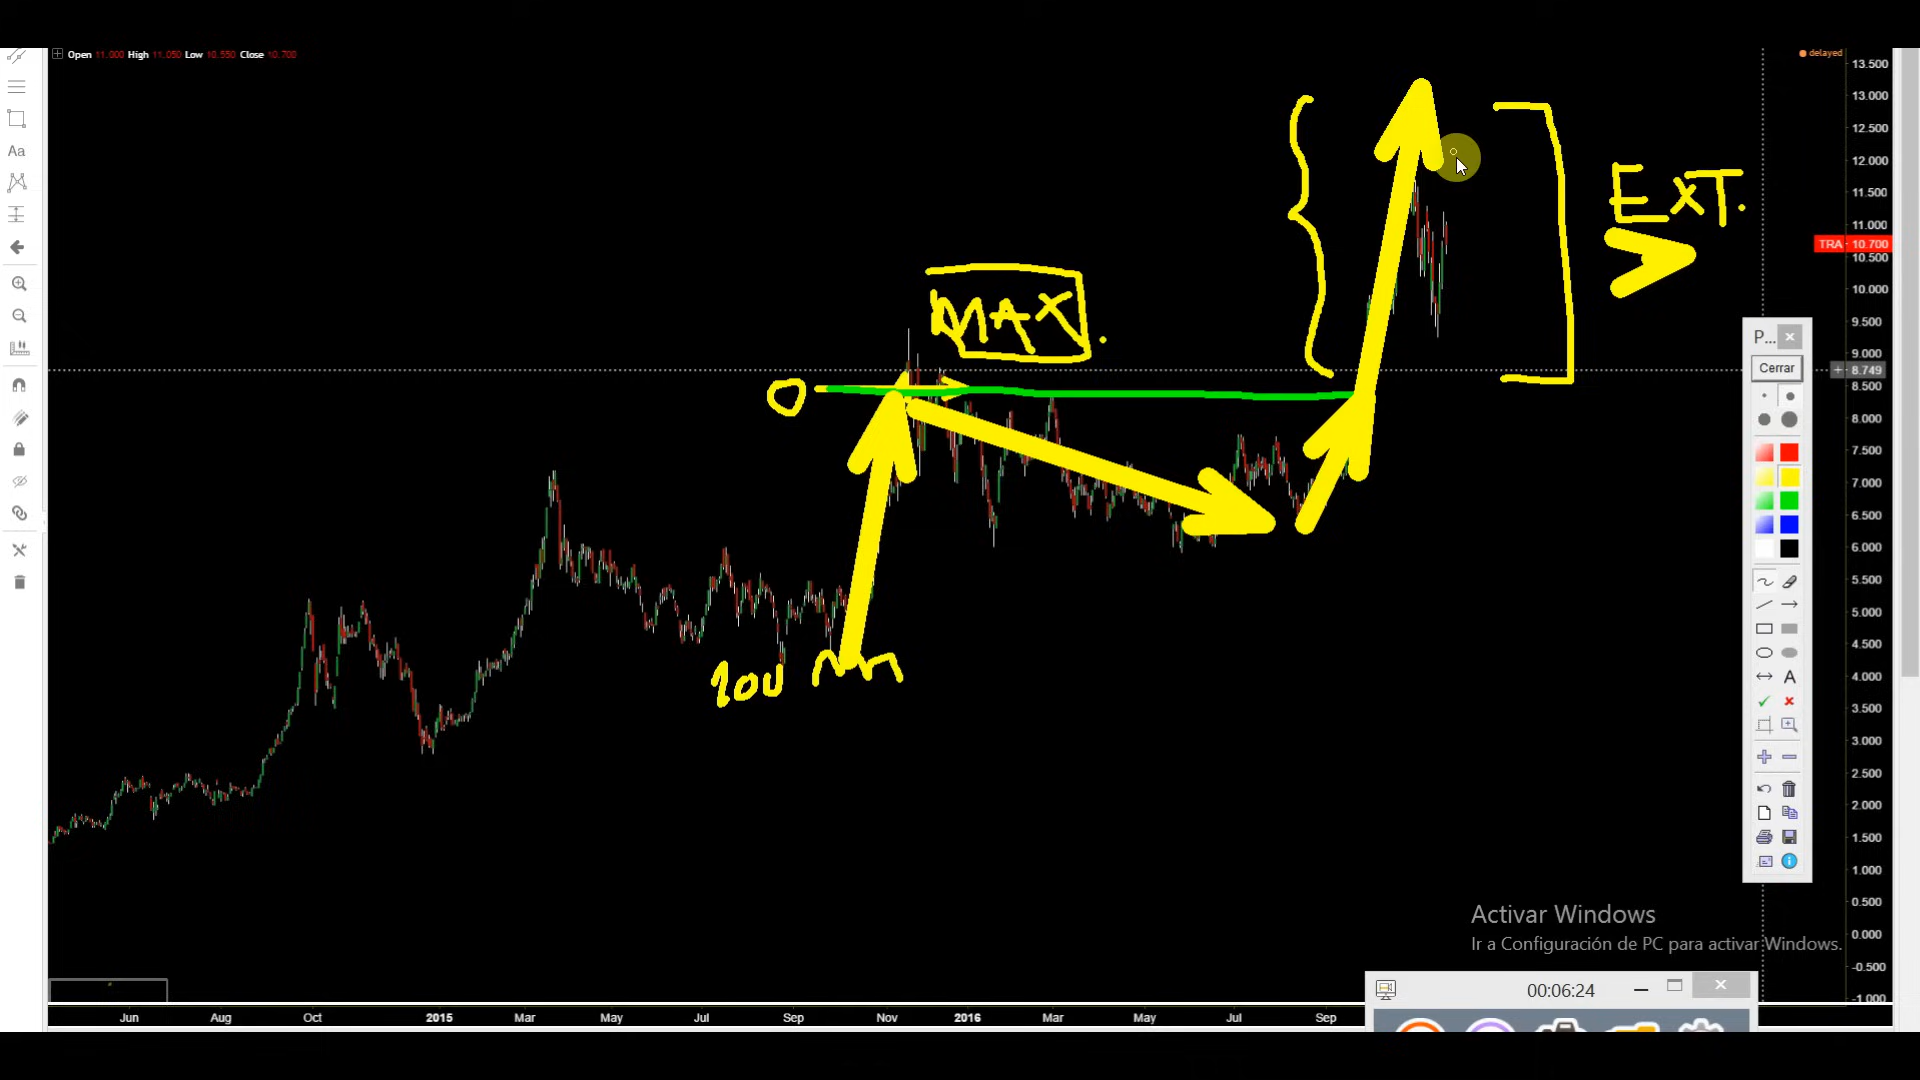 Open 11.000 High 11.050 Low 10.550 Close 10.700
delayed
13.500
13.000
12.500
12.000
11.500
11.000
TRA 10.700
10.500
10.000
9.500
9.000
8.749
8.500
8.000
7.500
7.000
6.500
6.000
5.500
5.000
4.500
4.000
3.500
3.000
2.500
2.000
1.500
1.000
0.500
0.000
-0.500
-1.000
Aa
EXT.
MAX.
0
100
P...
Cerrar
A
Activar Windows
Ir a Configuración de PC para activar Windows.
00:06:24
Jun Aug Oct 2015 Mar May Jul Sep Nov 2016 Mar May Jul Sep